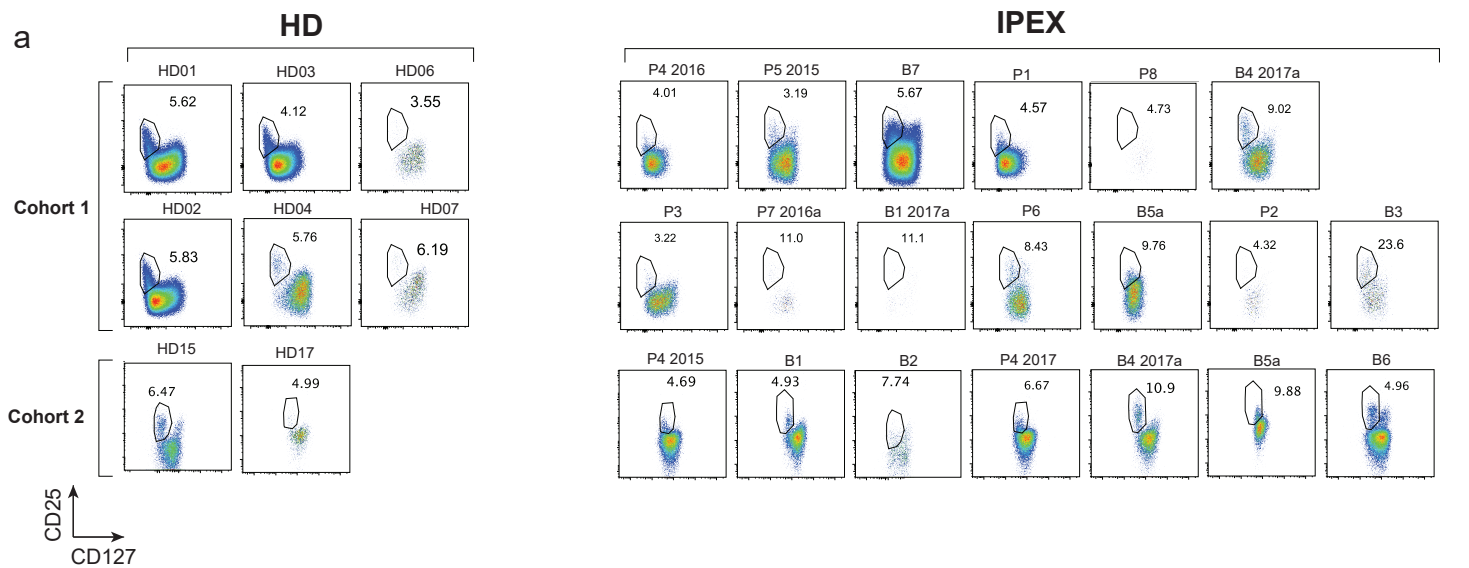 a
HD
IPEX
HD01 HD03 HD06
5.62 4.12 3.55
P4 2016 P5 2015 B7 P1 P8 B4 2017a
4.01 3.19 5.67 4.57 4.73 9.02
Cohort 1
HD02 HD04 HD07
5.83 5.76 6.19
P3 P7 2016a B1 2017a P6 B5a P2 B3
3.22 11.0 11.1 8.43 9.76 4.32 23.6
HD15 HD17
6.47 4.99
P4 2015 B1 B2 P4 2017 B4 2017a B5a B6
4.69 4.93 7.74 6.67 10.9 9.88 4.96
Cohort 2
CD25
CD127